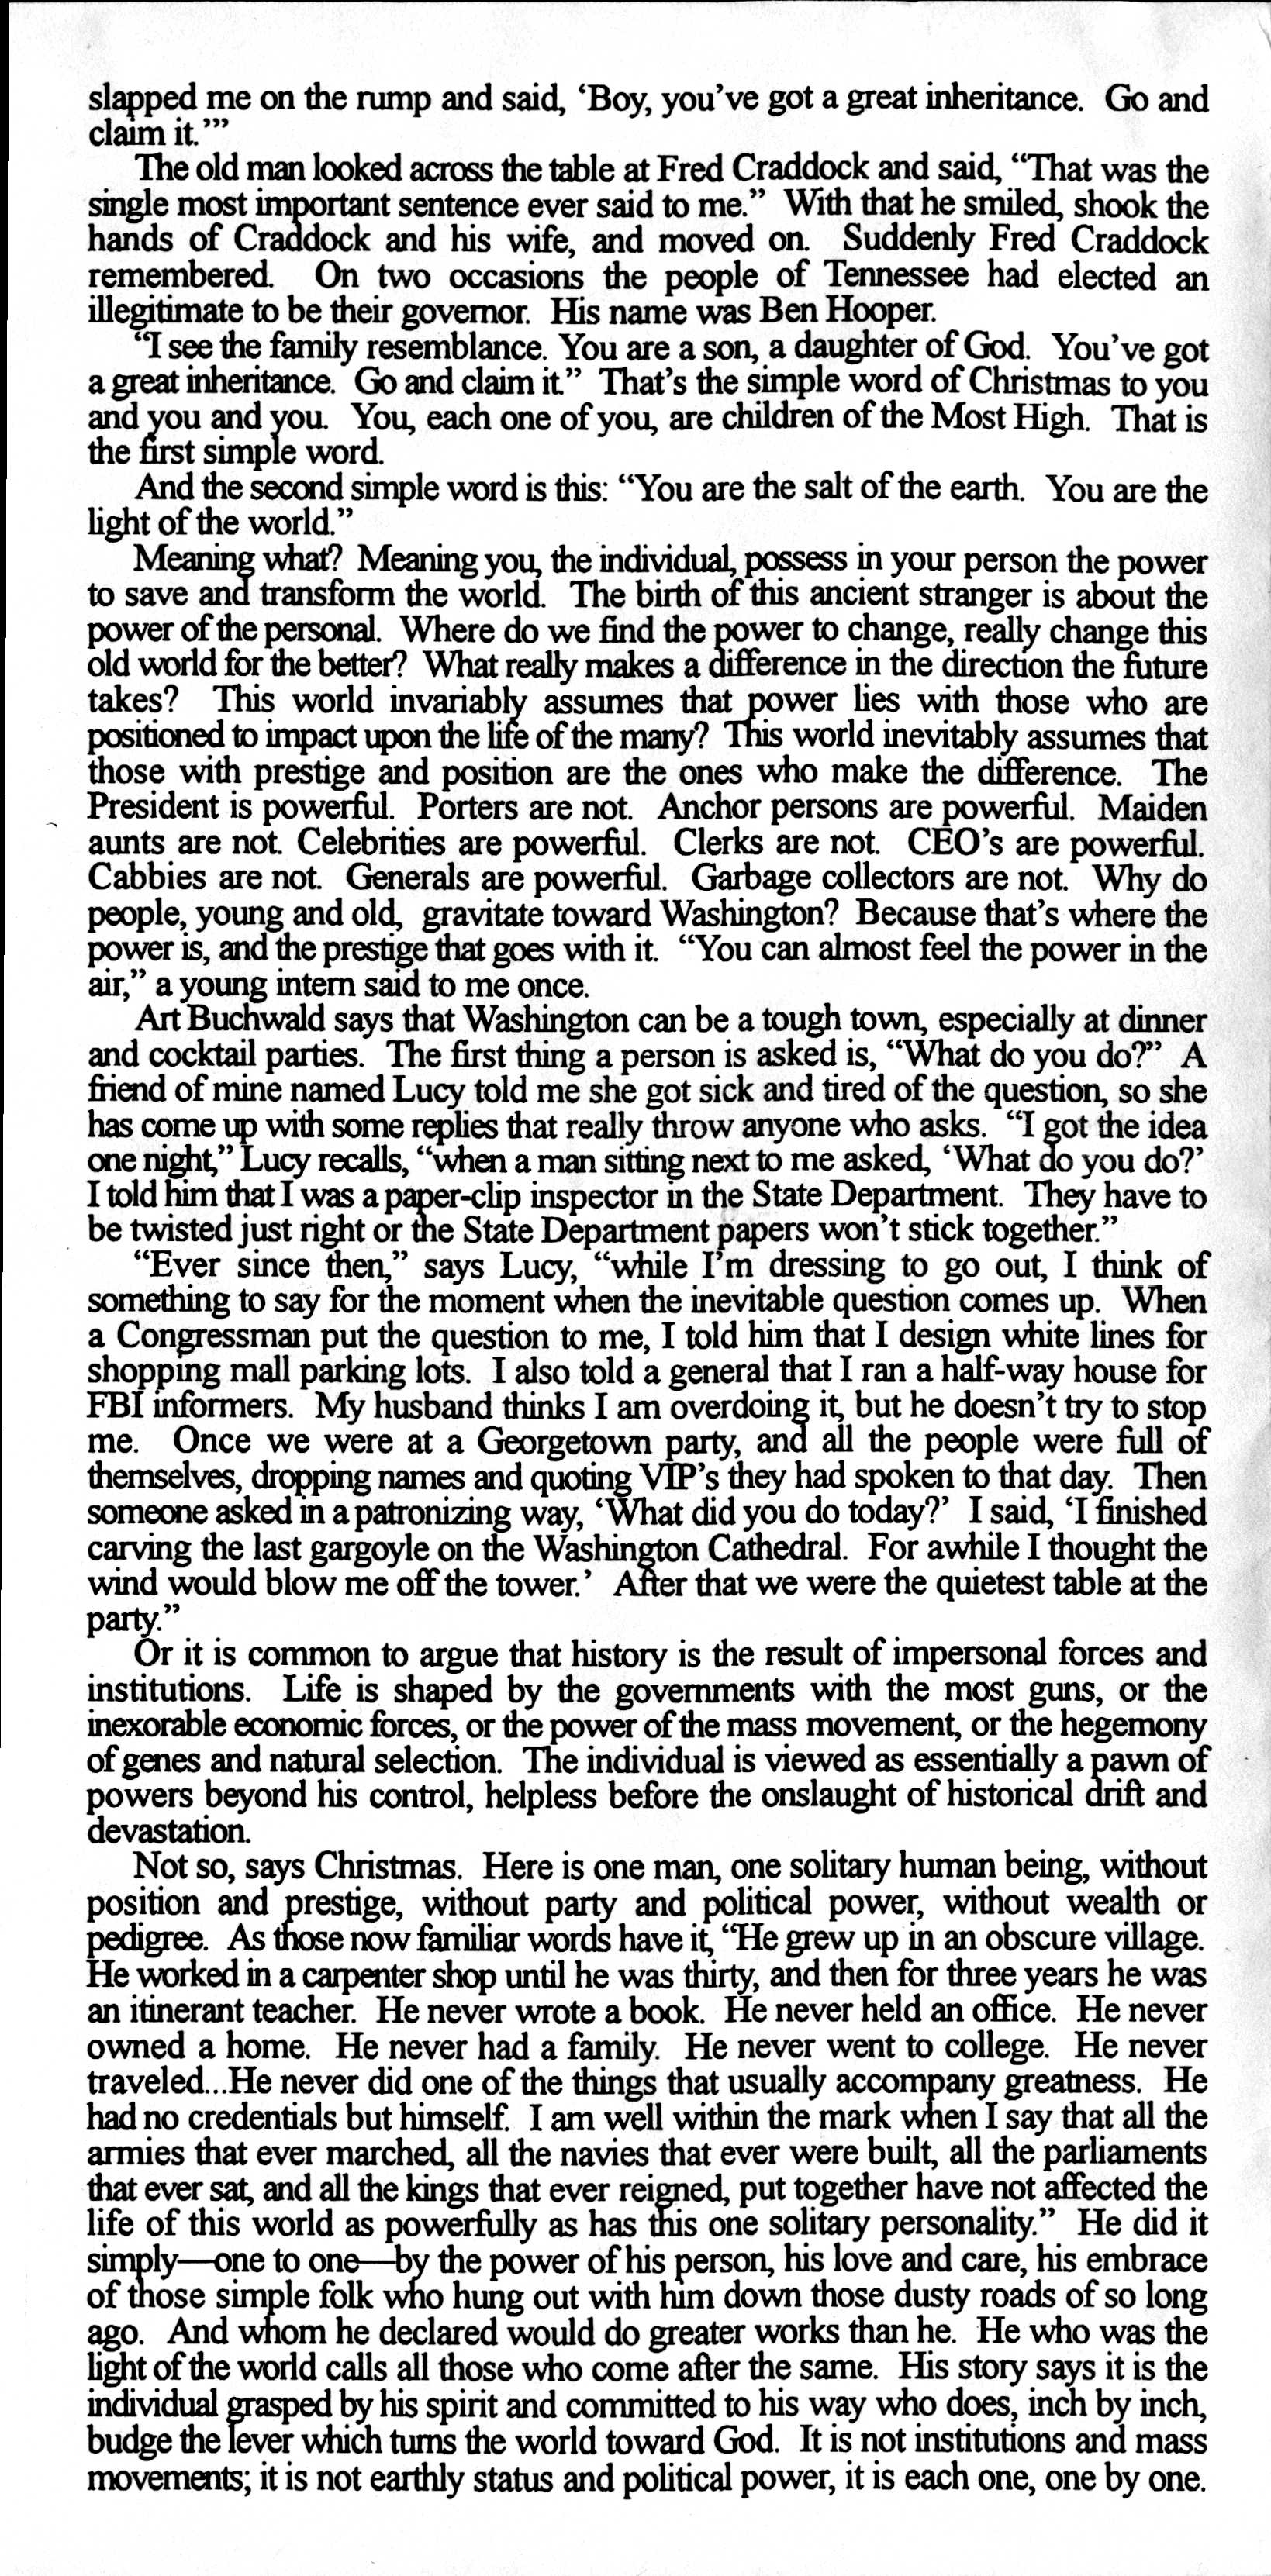 slapped me on the rump and said, ‘Boy, you’ve got a great inheritance. Go and
claim it.’”
The old man looked across the table at Fred Craddock and said, “That was the
single most important sentence ever said to me.” With that he smiled, shook the
hands of Craddock and his wife, and moved on. Suddenly Fred Craddock
remembered. On two occasions the people of Tennessee had elected an
illegitimate to be their governor. His name was Ben Hooper.
“I see the family resemblance. You are a son, a daughter of God. You’ve got
a great inheritance. Go and claim it.” That’s the simple word of Christmas to you
and you and you. You, each one of you, are children of the Most High. That is
the first simple word.
And the second simple word is this: “You are the salt of the earth. You are the
light of the world.”
Meaning what? Meaning you, the individual, possess in your person the power
to save and transform the world. The birth of this ancient stranger is about the
power of the personal. Where do we find the power to change, really change this
old world for the better? What really makes a difference in the direction the future
takes? This world invariably assumes that power lies with those who are
positioned to impact upon the life of the many? This world inevitably assumes that
those with prestige and position are the ones who make the difference. The
President is powerful. Porters are not. Anchor persons are powerful. Maiden
aunts are not. Celebrities are powerful. Clerks are not. CEO’s are powerful.
Cabbies are not. Generals are powerful. Garbage collectors are not. Why do
people, young and old, gravitate toward Washington? Because that’s where the
power is, and the prestige that goes with it. “You can almost feel the power in the
air,” a young intern said to me once.
Art Buchwald says that Washington can be a tough town, especially at dinner
and cocktail parties. The first thing a person is asked is, “What do you do?” A
friend of mine named Lucy told me she got sick and tired of the question, so she
has come up with some replies that really throw anyone who asks. “I got the idea
one night,” Lucy recalls, “when a man sitting next to me asked, ‘What do you do?’
I told him that I was a paper-clip inspector in the State Department. They have to
be twisted just right or the State Department papers won’t stick together.”
“Ever since then,” says Lucy, “while I’m dressing to go out, I think of
something to say for the moment when the inevitable question comes up. When
a Congressman put the question to me, I told him that I design white lines for
shopping mall parking lots. I also told a general that I ran a half-way house for
FBI informers. My husband thinks I am overdoing it, but he doesn’t try to stop
me. Once we were at a Georgetown party, and all the people were full of
themselves, dropping names and quoting VIP’s they had spoken to that day. Then
someone asked in a patronizing way, ‘What did you do today?’ I said, ‘I finished
carving the last gargoyle on the Washington Cathedral. For awhile I thought the
wind would blow me off the tower.’ After that we were the quietest table at the
party.”
Or it is common to argue that history is the result of impersonal forces and
institutions. Life is shaped by the governments with the most guns, or the
inexorable economic forces, or the power of the mass movement, or the hegemony
of genes and natural selection. The individual is viewed as essentially a pawn of
powers beyond his control, helpless before the onslaught of historical drift and
devastation.
Not so, says Christmas. Here is one man, one solitary human being, without
position and prestige, without party and political power, without wealth or
pedigree. As those now familiar words have it, “He grew up in an obscure village.
He worked in a carpenter shop until he was thirty, and then for three years he was
an itinerant teacher. He never wrote a book. He never held an office. He never
owned a home. He never had a family. He never went to college. He never
traveled...He never did one of the things that usually accompany greatness. He
had no credentials but himself. I am well within the mark when I say that all the
armies that ever marched, all the navies that ever were built, all the parliaments
that ever sat, and all the kings that ever reigned, put together have not affected the
life of this world as powerfully as has this one solitary personality.” He did it
simply—one to one—by the power of his person, his love and care, his embrace
of those simple folk who hung out with him down those dusty roads of so long
ago. And whom he declared would do greater works than he. He who was the
light of the world calls all those who come after the same. His story says it is the
individual grasped by his spirit and committed to his way who does, inch by inch,
budge the lever which turns the world toward God. It is not institutions and mass
movements; it is not earthly status and political power, it is each one, one by one.